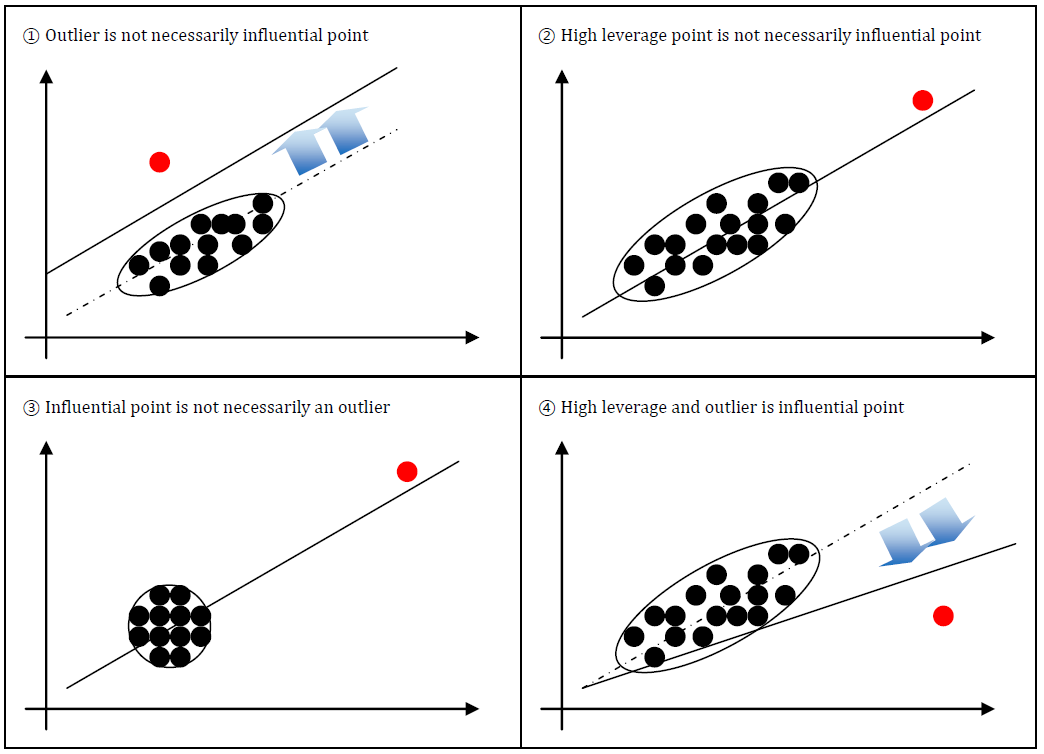 ① Outlier is not necessarily influential point
② High leverage point is not necessarily influential point
③ Influential point is not necessarily an outlier
④ High leverage and outlier is influential point